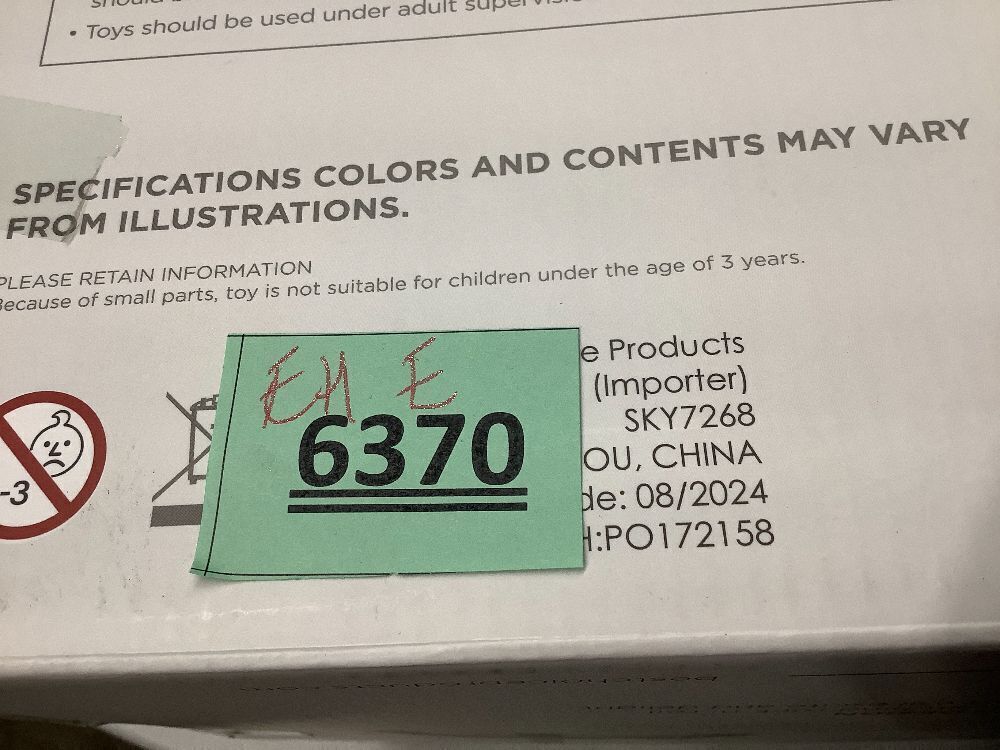 • Toys should be used under adult
SPECIFICATIONS COLORS AND CONTENTS MAY VARY
FROM ILLUSTRATIONS.
PLEASE RETAIN INFORMATION
Because of small parts, toy is not suitable for children under the age of 3 years.
-3
EH E
6370
e Products
(Importer)
SKY7268
OU, CHINA
de: 08/2024
H:PO172158